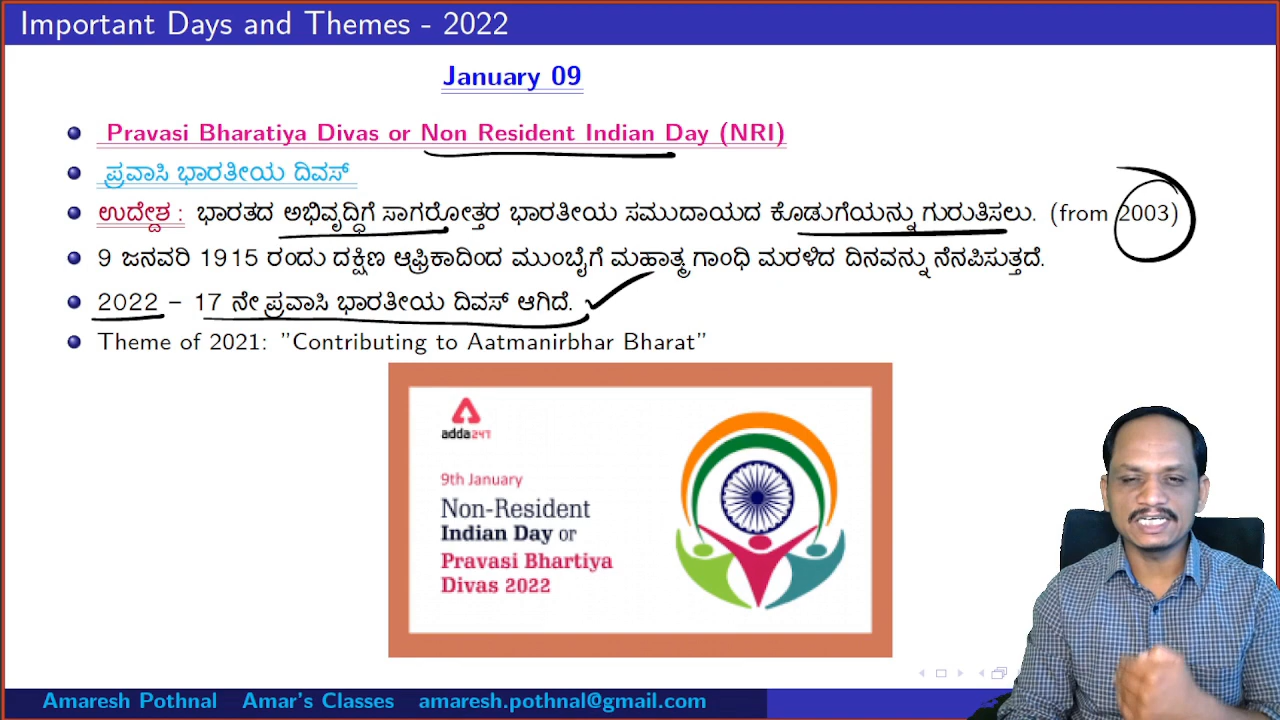 Important Days and Themes - 2022
January 09
Pravasi Bharatiya Divas or Non Resident Indian Day (NRI)
ಪ್ರವಾಸಿ ಭಾರತೀಯ ದಿವಸ್
ಉದ್ದೇಶ : ಭಾರತದ ಅಭಿವೃದ್ಧಿಗೆ ಸಾಗರೋತ್ತರ ಭಾರತೀಯ ಸಮುದಾಯದ ಕೊಡುಗೆಯನ್ನು ಗುರುತಿಸಲು. (from 2003)
9 ಜನವರಿ 1915 ರಂದು ದಕ್ಷಿಣ ಆಫ್ರಿಕಾದಿಂದ ಮುಂಬೈಗೆ ಮಹಾತ್ಮ ಗಾಂಧಿ ಮರಳಿದ ದಿನವನ್ನು ನೆನಪಿಸುತ್ತದೆ.
2022 – 17 ನೇ ಪ್ರವಾಸಿ ಭಾರತೀಯ ದಿವಸ್ ಆಗಿದೆ.
Theme of 2021: ”Contributing to Aatmanirbhar Bharat”
adda247
9th January
Non-Resident
Indian Day or
Pravasi Bhartiya
Divas 2022
Amaresh Pothnal Amar's Classes amaresh.pothnal@gmail.com